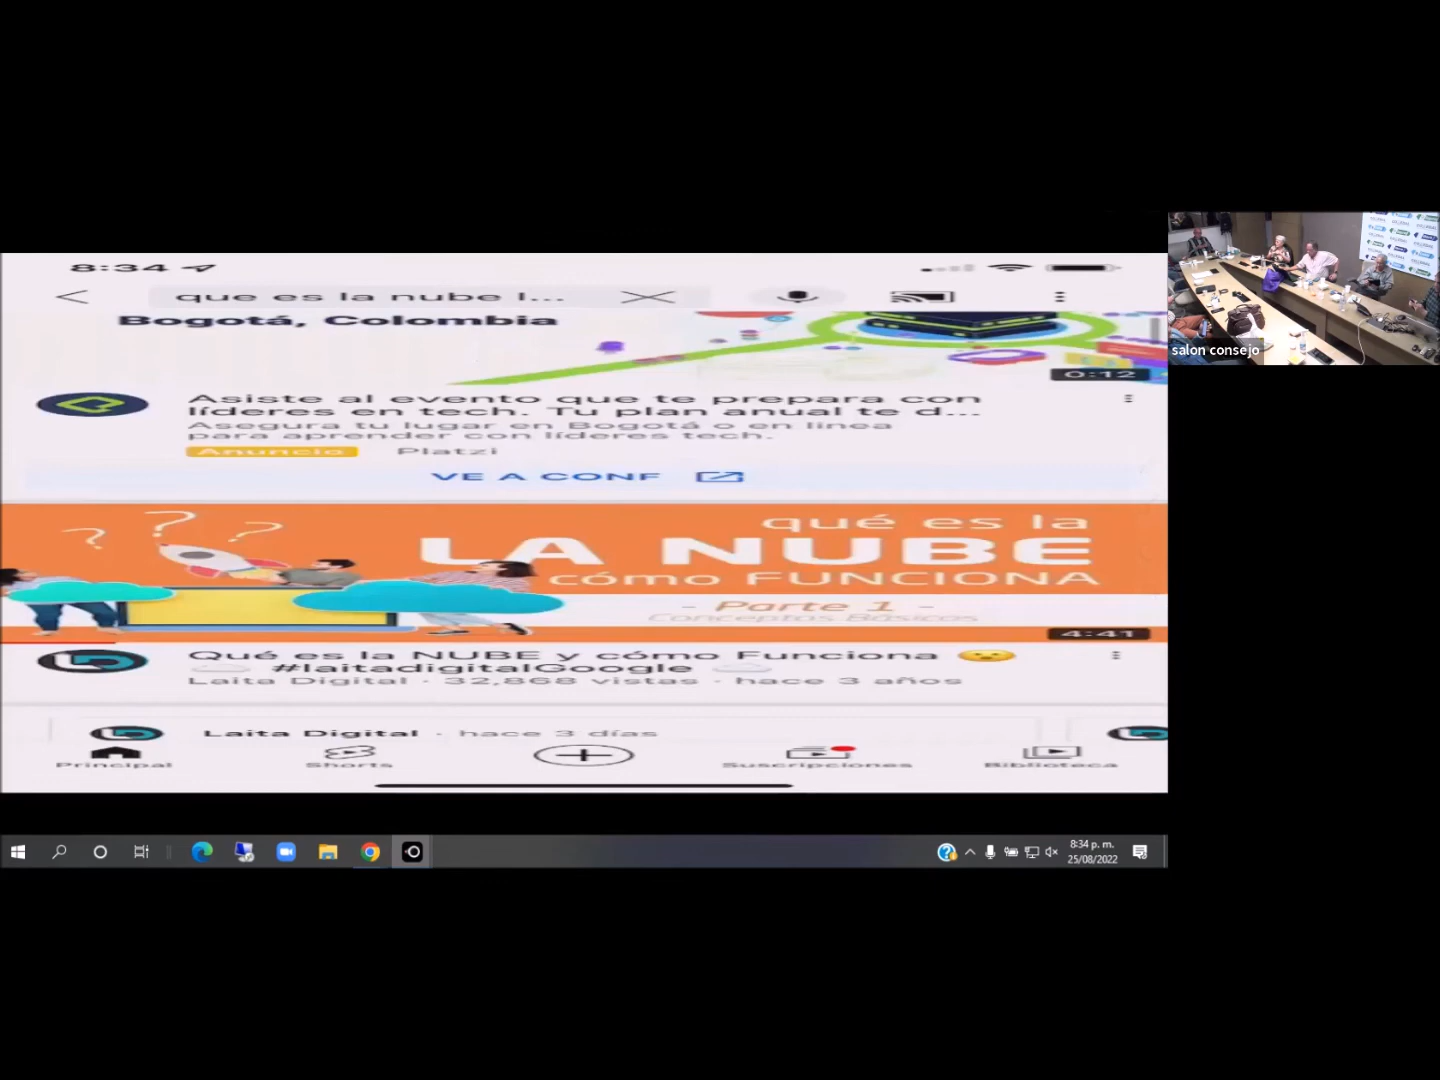 8:34
que es la nube l...
Bogotá, Colombia
0:12
Asiste al evento que te prepara con
líderes en tech. Tu plan anual te d...
Asegura tu lugar en Bogotá o en línea
para aprender con líderes tech.
Anuncio Platzi
VE A CONF
qué es la
LA NUBE
cómo FUNCIONA
- Parte 1 -
Conceptos Básicos
4:41
Qué es la NUBE y cómo Funciona
#laitadigitalGoogle
Laita Digital · 32,868 vistas · hace 3 años
Laita Digital · hace 3 días
Principal
Shorts
Suscripciones
Biblioteca
8:34 p. m.
25/08/2022
salon consejo